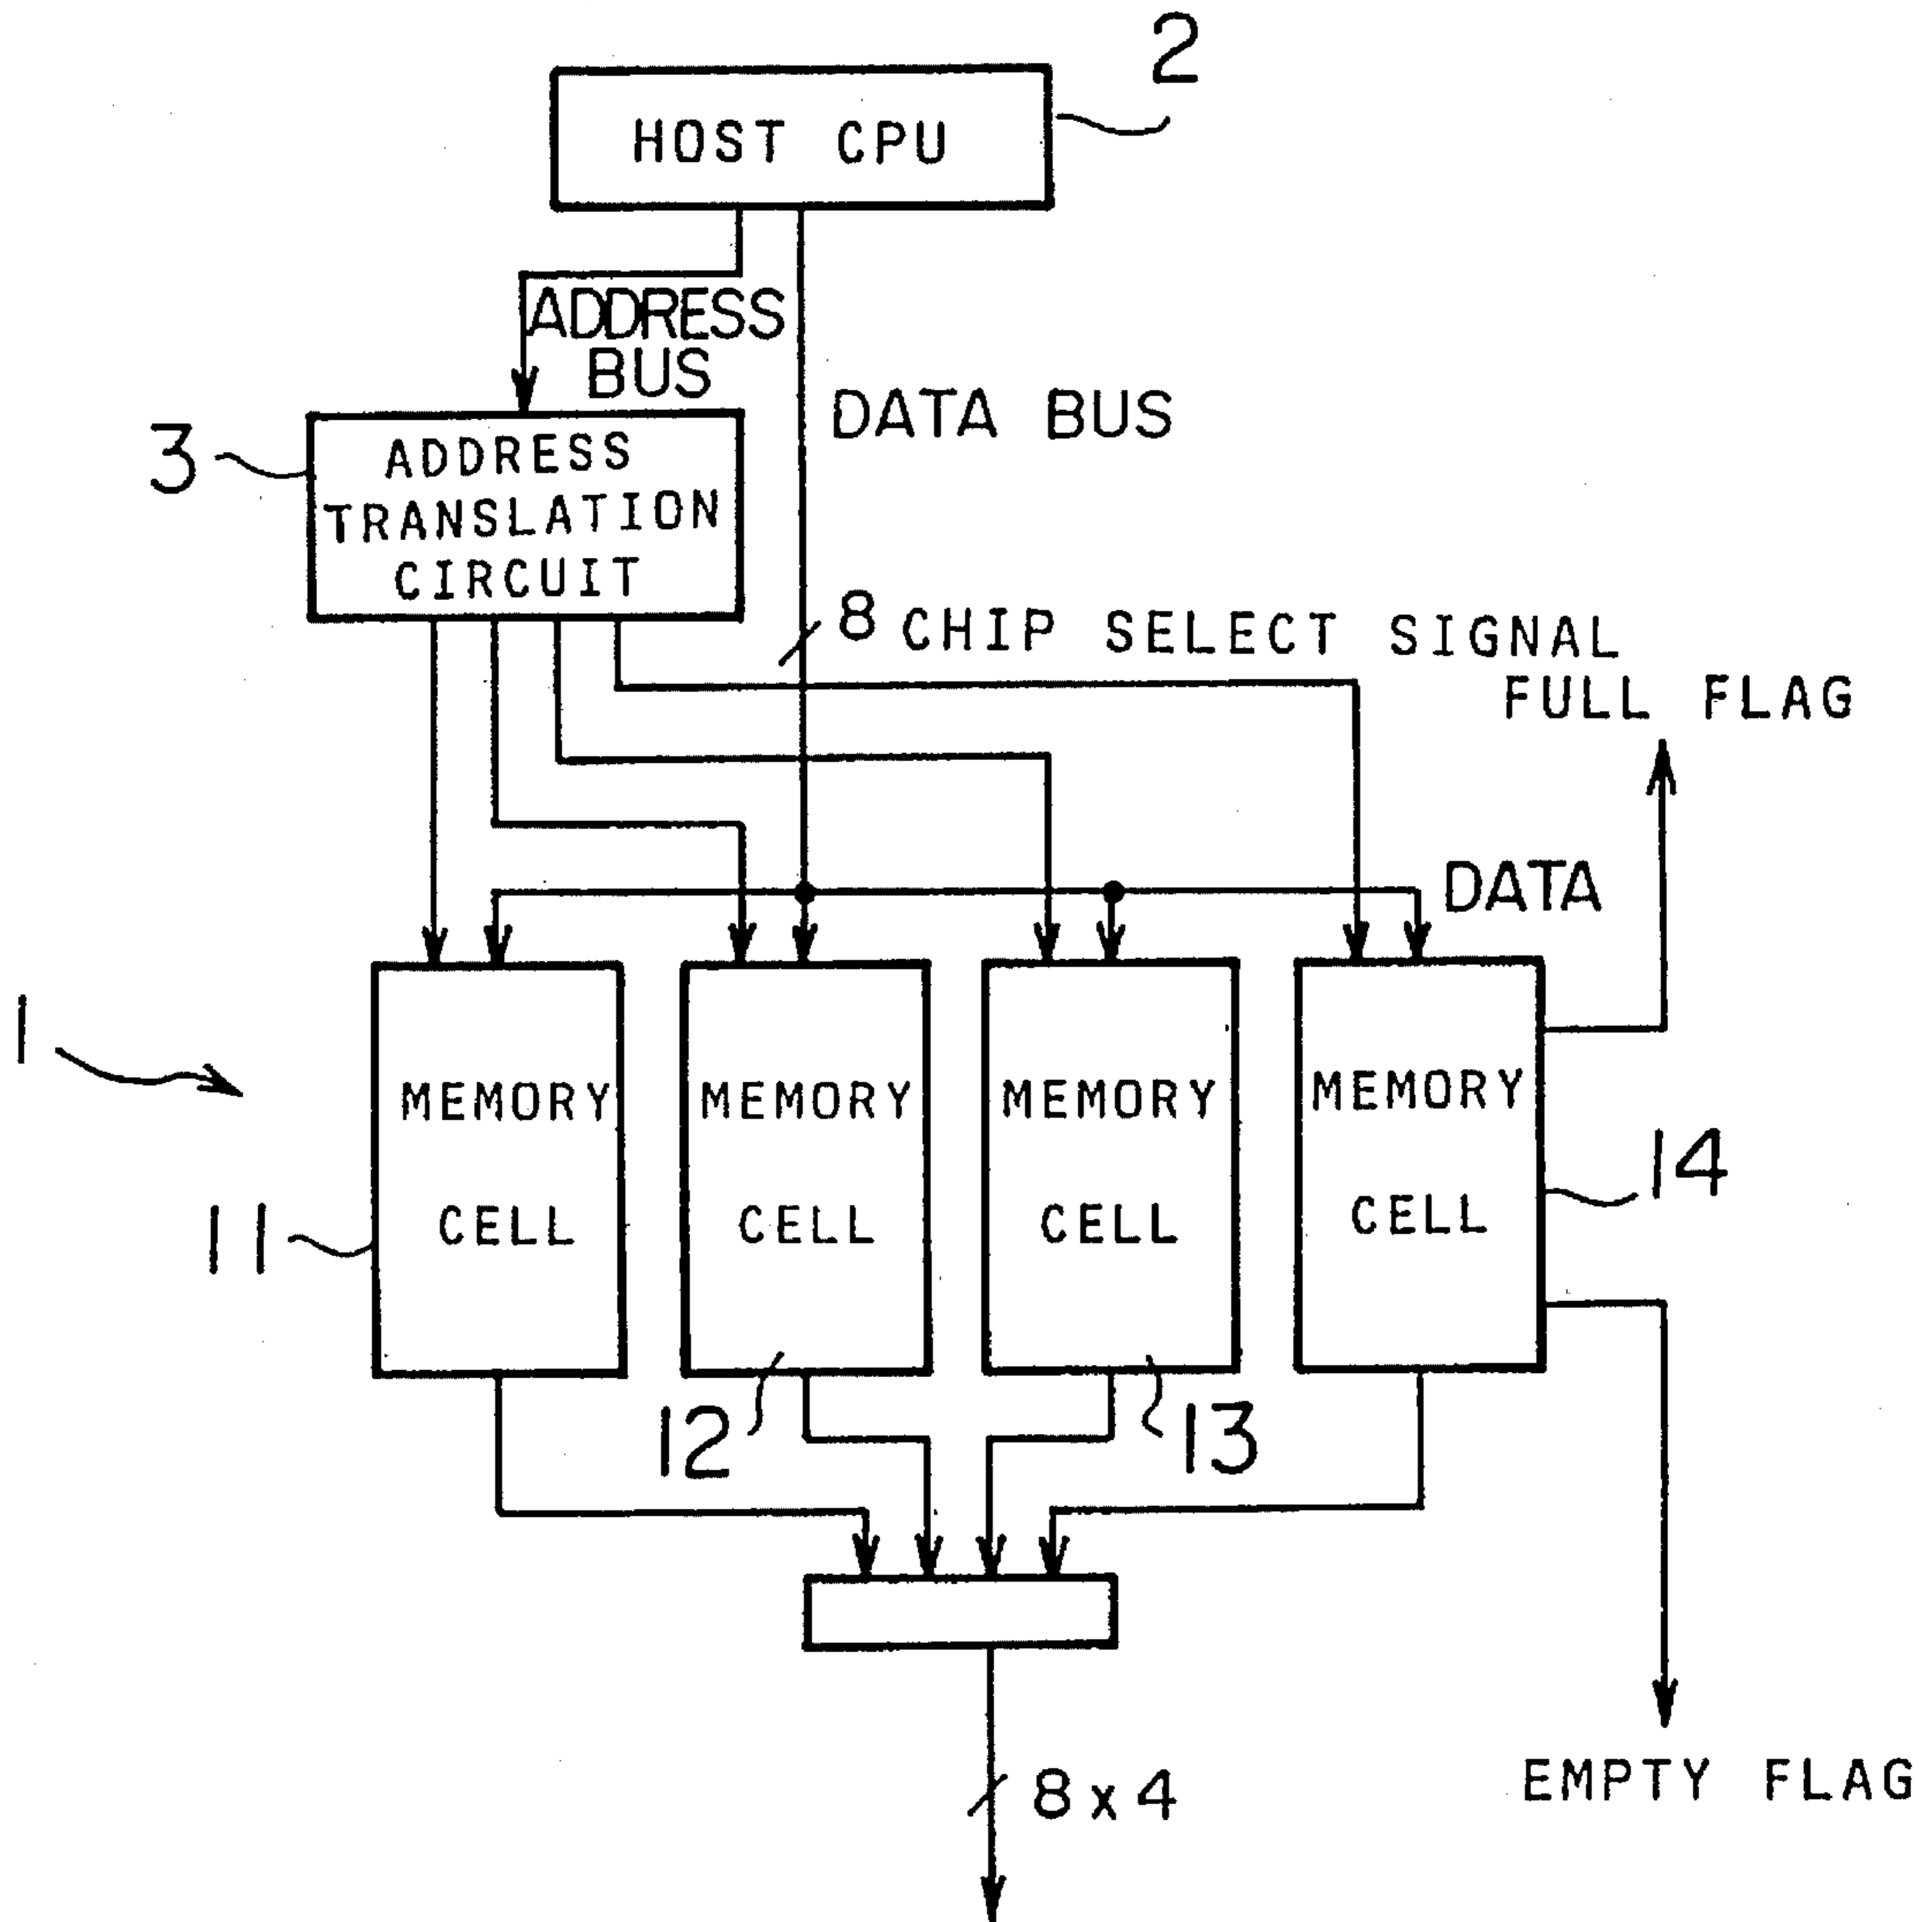 2
HOST CPU
ADDRESS
BUS
DATA BUS
3
ADDRESS
TRANSLATION
CIRCUIT
8
CHIP SELECT SIGNAL
FULL FLAG
DATA
1
MEMORY
CELL
MEMORY
CELL
MEMORY
CELL
MEMORY
CELL
14
11
12
13
8x4
EMPTY FLAG